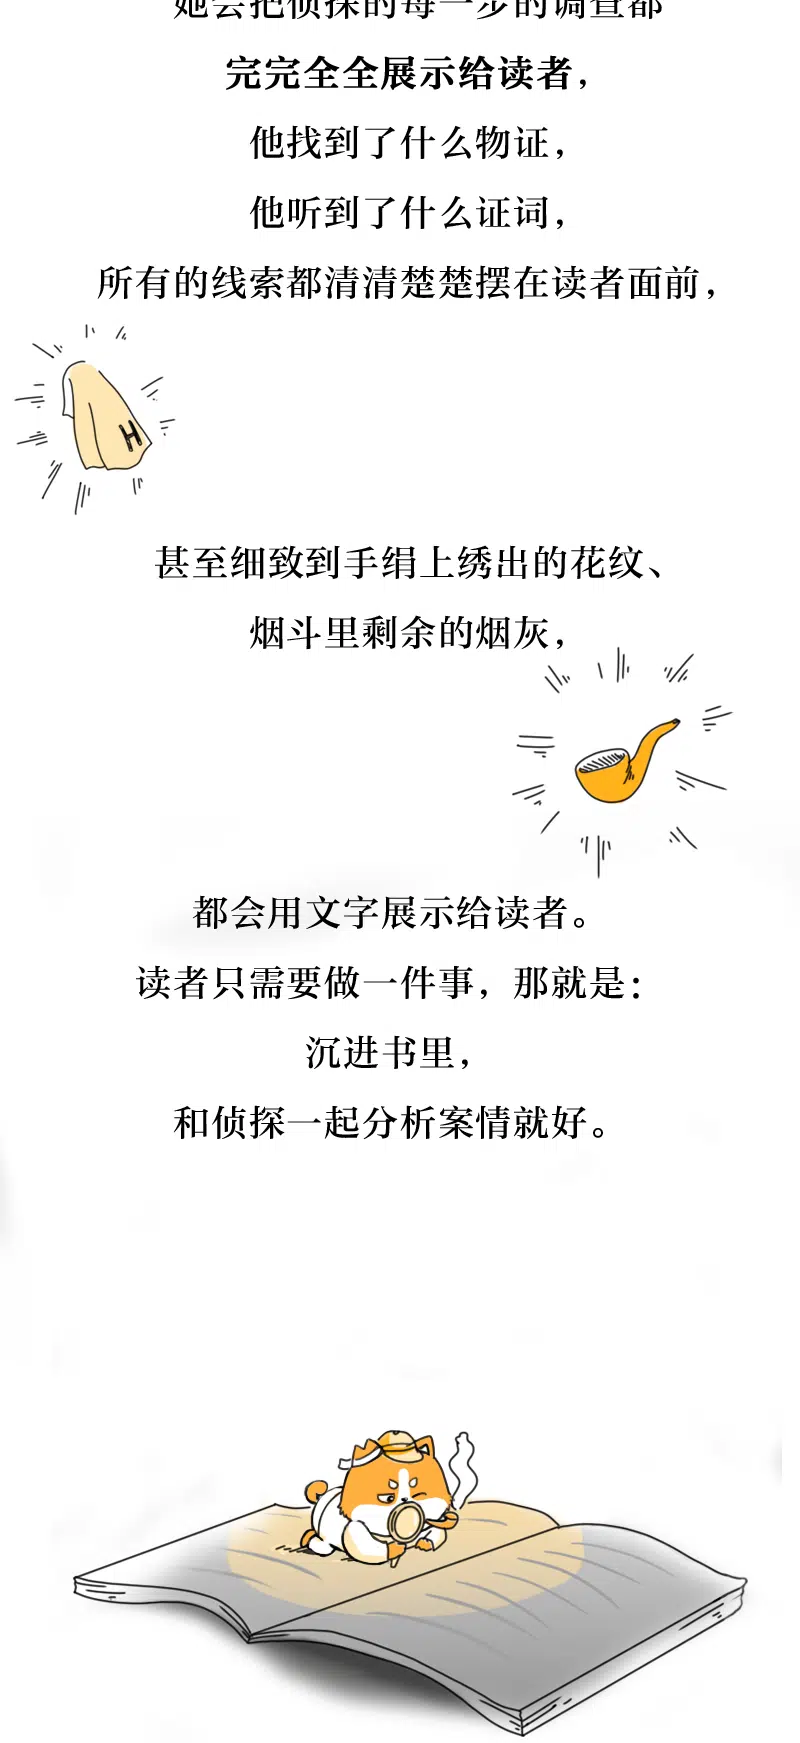 她会把侦探的每一步的调查都
完完全全展示给读者，
他找到了什么物证，
他听到了什么证词，
所有的线索都清清楚楚摆在读者面前，
H
甚至细致到手绢上绣出的花纹、
烟斗里剩余的烟灰，
都会用文字展示给读者。
读者只需要做一件事，那就是：
沉进书里，
和侦探一起分析案情就好。